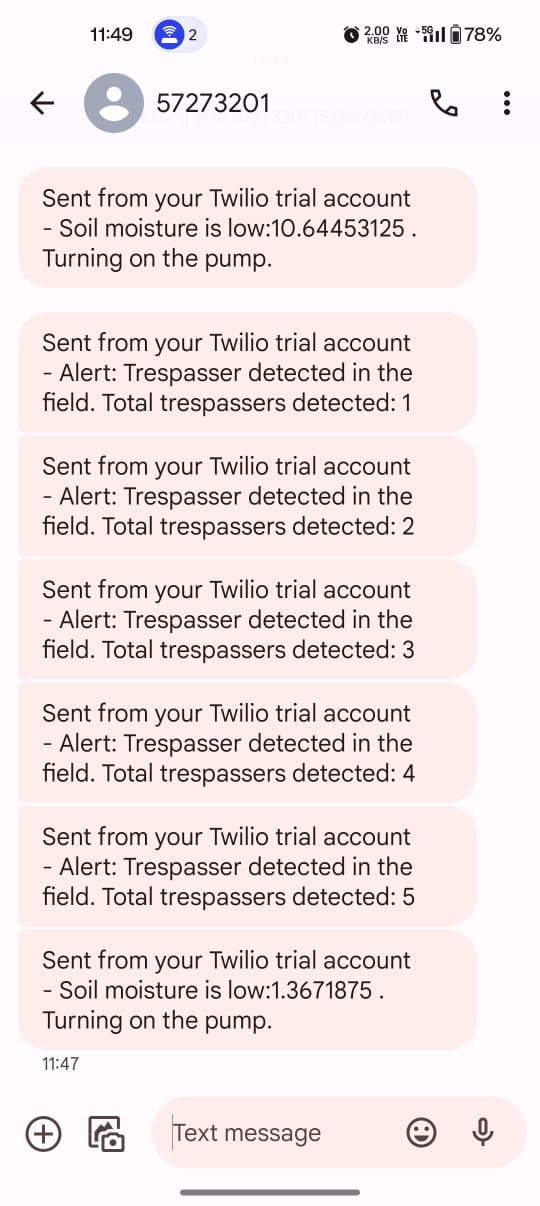 11:49
2
2.00
KB/S
Vo
LTE
5G
78%
57273201
Sent from your Twilio trial account
- Soil moisture is low:10.64453125 .
Turning on the pump.
Sent from your Twilio trial account
- Alert: Trespasser detected in the
field. Total trespassers detected: 1
Sent from your Twilio trial account
- Alert: Trespasser detected in the
field. Total trespassers detected: 2
Sent from your Twilio trial account
- Alert: Trespasser detected in the
field. Total trespassers detected: 3
Sent from your Twilio trial account
- Alert: Trespasser detected in the
field. Total trespassers detected: 4
Sent from your Twilio trial account
- Alert: Trespasser detected in the
field. Total trespassers detected: 5
Sent from your Twilio trial account
- Soil moisture is low:1.3671875 .
Turning on the pump.
11:47
Text message